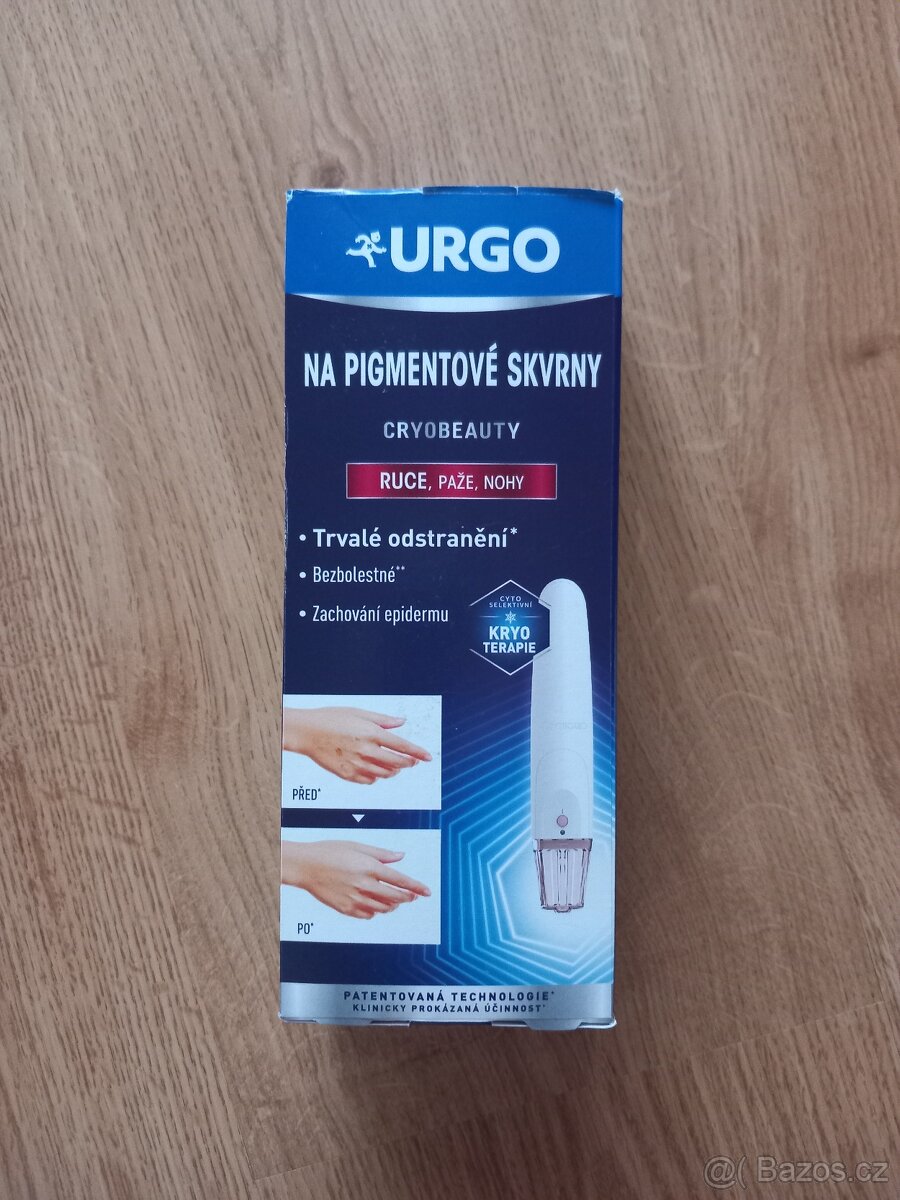 URGO
NA PIGMENTOVÉ SKVRNY
CRYOBEAUTY
RUCE, PAŽE, NOHY
• Trvalé odstranění*
• Bezbolestné**
• Zachování epidermu
CYTO
SELEKTIVNÍ
KRYO
TERAPIE
PŘED*
PO*
PATENTOVANÁ TECHNOLOGIE*
KLINICKY PROKÁZANÁ ÚČINNOST*
@( Bazos.cz